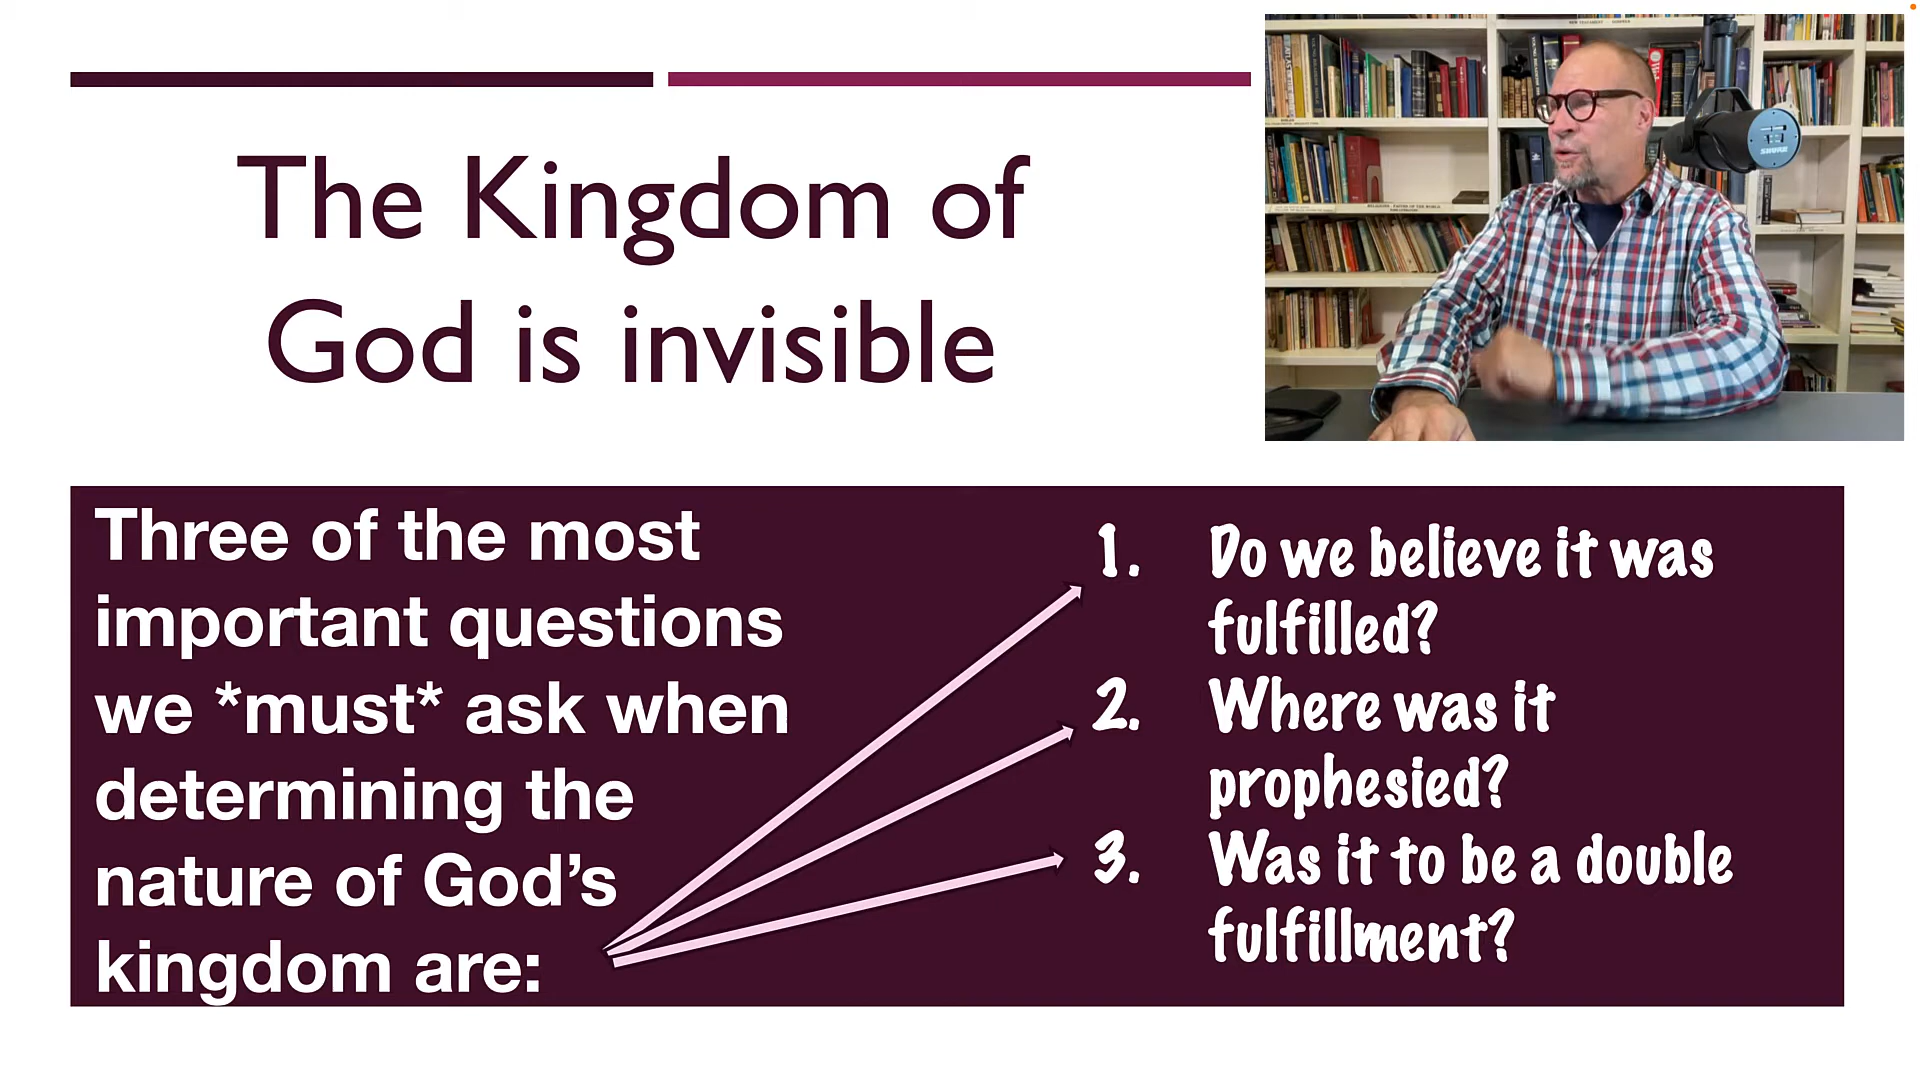 The Kingdom of
God is invisible
Three of the most
important questions
we *must* ask when
determining the
nature of God’s
kingdom are:
1. Do we believe it was
fulfilled?
2. Where was it
prophesied?
3. Was it to be a double
fulfillment?
SHURE